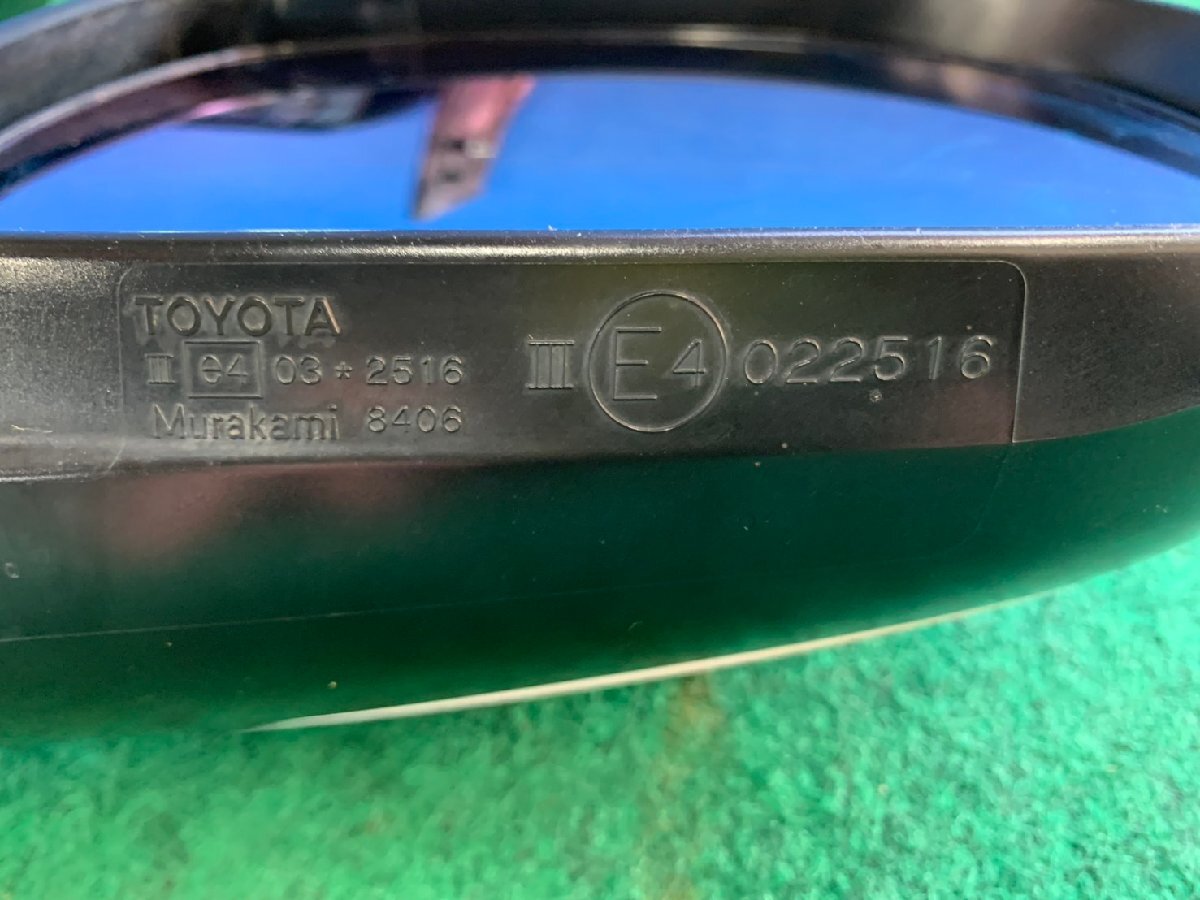 TOYOTA
III e4 03 * 2516
Murakami 8406
III E4 022516